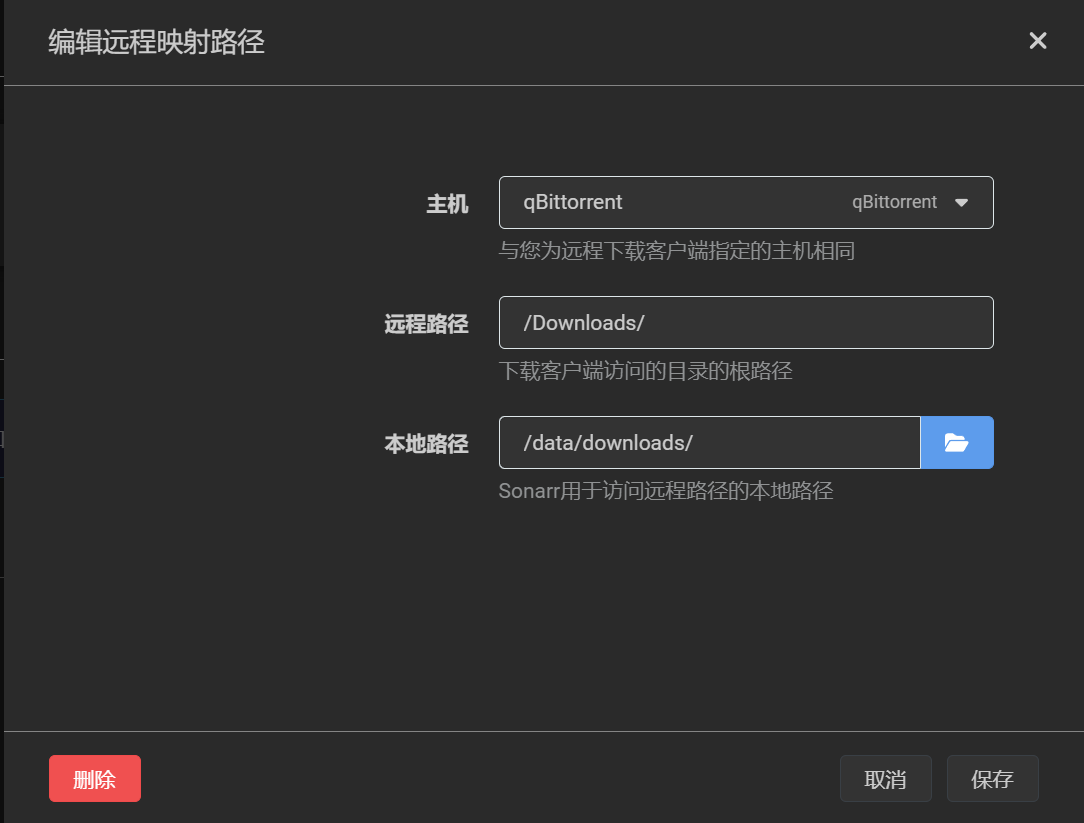 编辑远程映射路径
主机
qBittorrent qBittorrent
与您为远程下载客户端指定的主机相同
远程路径
/Downloads/
下载客户端访问的目录的根路径
本地路径
/data/downloads/
Sonarr用于访问远程路径的本地路径
删除
取消
保存